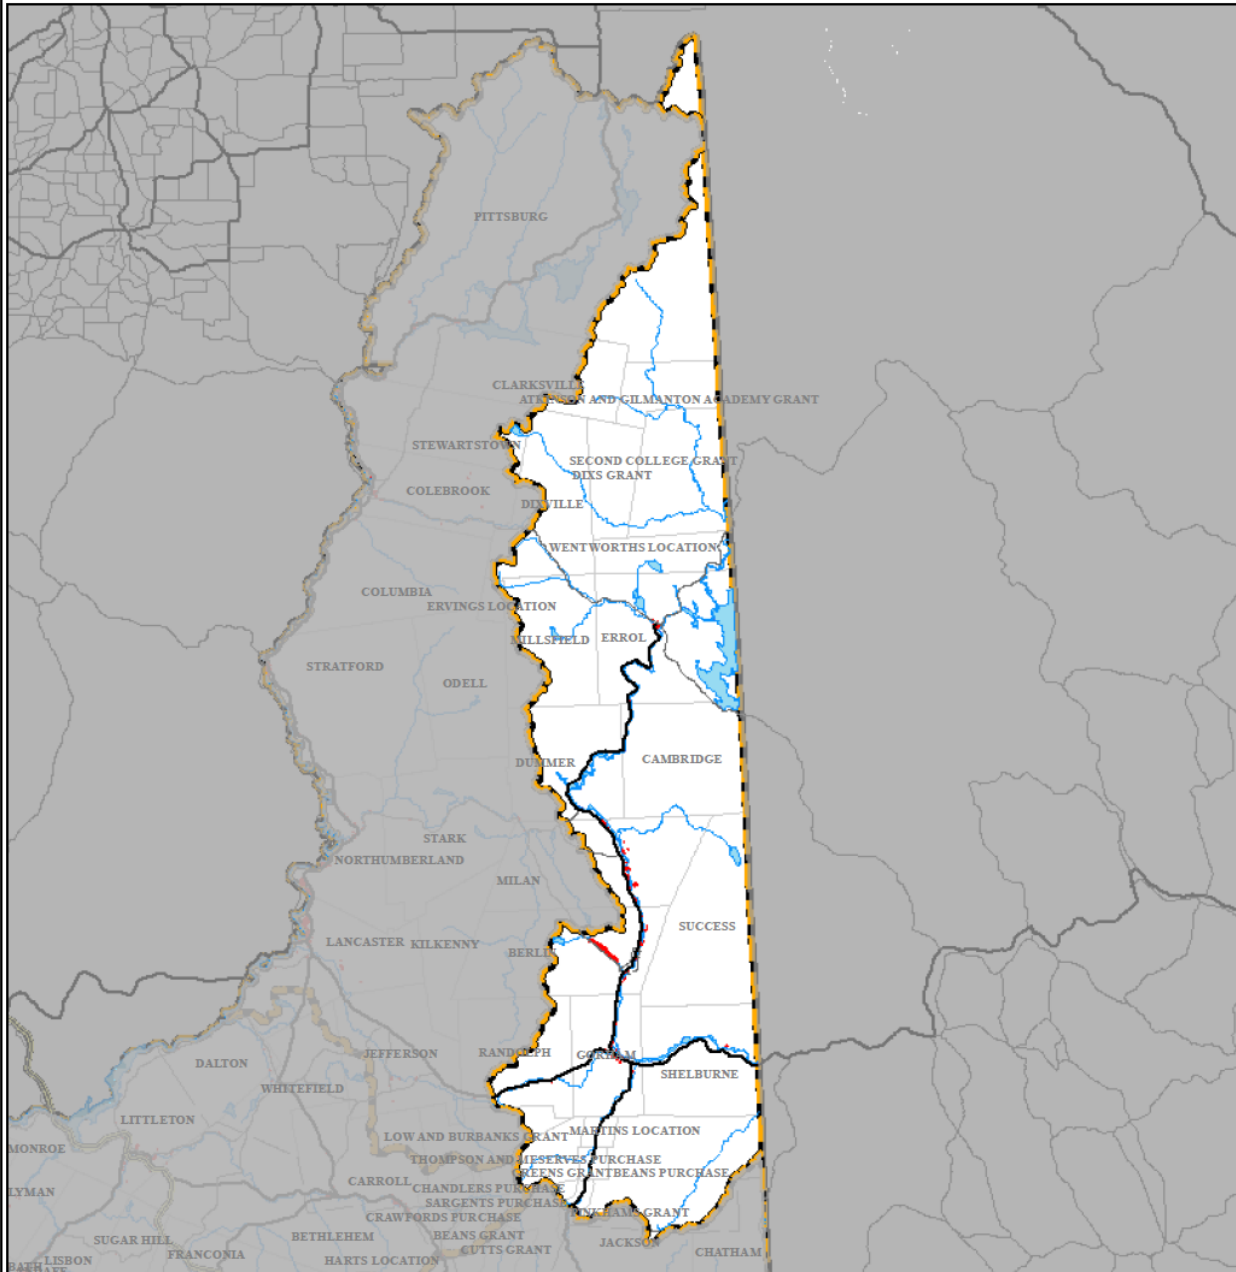 PITTSBURG
CLARKSVILLE
ATKINSON AND GILMANTON ACADEMY GRANT
STEWARTSTOWN
SECOND COLLEGE GRANT
DIXS GRANT
COLEBROOK
DIXVILLE
WENTWORTHS LOCATION
COLUMBIA
ERVINGS LOCATION
MILLSFIELD
ERROL
STRATFORD
ODELL
CAMBRIDGE
DUMMER
STARK
NORTHUMBERLAND
MILAN
SUCCESS
LANCASTER
KILKENNY
BERLIN
RANDOLPH
GORHAM
JEFFERSON
DALTON
SHELBURNE
WHITEFIELD
LITTLETON
MARTINS LOCATION
LOW AND BURBANKS GRANT
MONROE
THOMPSON AND MESERVES PURCHASE
GREENS GRANT
BEANS PURCHASE
CARROLL
CHANDLERS PURCHASE
LYMAN
SARGENTS PURCHASE
PINKHAMS GRANT
CRAWFORDS PURCHASE
BEANS GRANT
BETHLEHEM
SUGAR HILL
JACKSON
CUTTS GRANT
CHATHAM
FRANCONIA
HARTS LOCATION
LISBON
BATH